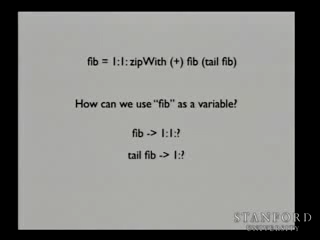 fib = 1:1: zipWith (+) fib (tail fib)
How can we use “fib” as a variable?
fib -> 1:1:?
tail fib -> 1:?
STANFORD
UNIVERSITY